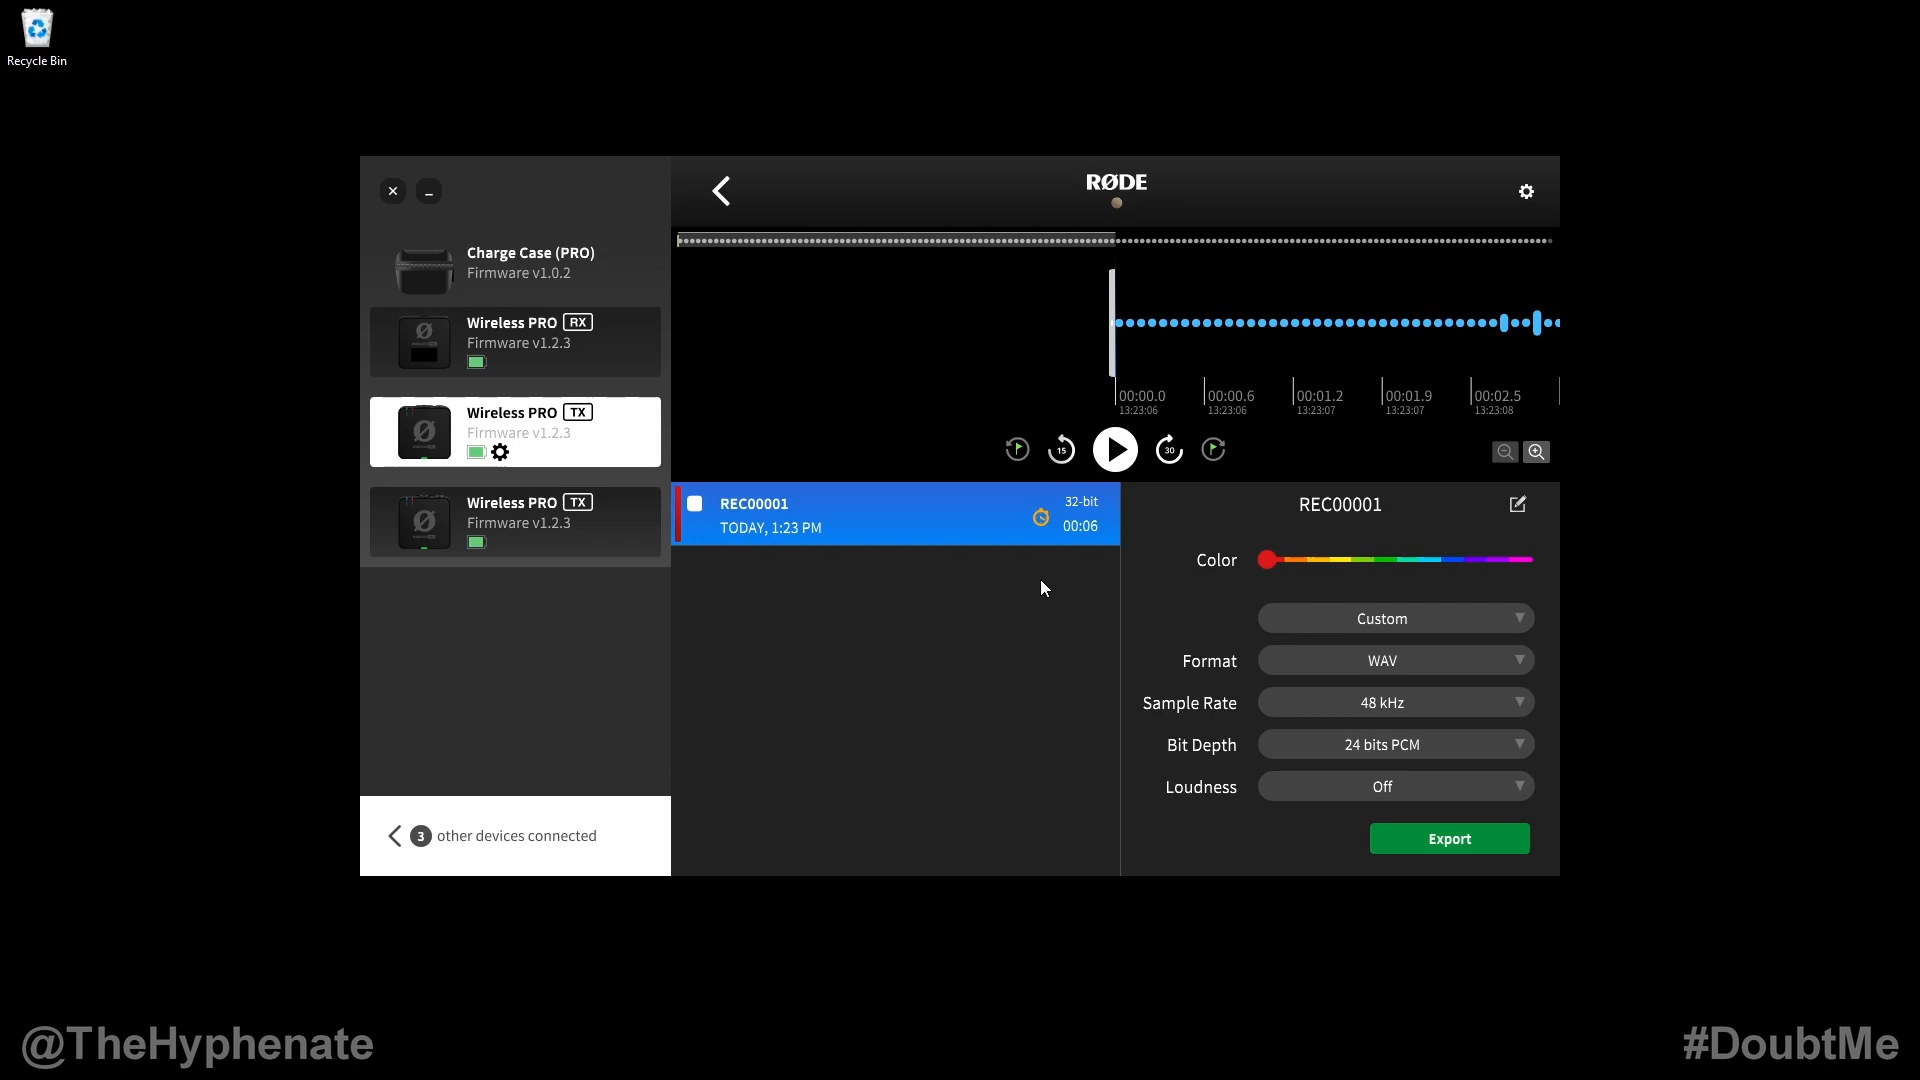 Recycle Bin
RØDE
Charge Case (PRO)
Firmware v1.0.2
Wireless PRO RX
Firmware v1.2.3
Wireless PRO TX
Firmware v1.2.3
Wireless PRO TX
Firmware v1.2.3
3 other devices connected
00:00.0 00:00.6 00:01.2 00:01.9 00:02.5
13:23:06 13:23:06 13:23:07 13:23:07 13:23:08
15 30
REC00001 32-bit
TODAY, 1:23 PM 00:06
REC00001
Color
Custom
Format WAV
Sample Rate 48 kHz
Bit Depth 24 bits PCM
Loudness Off
Export
@TheHyphenate
#DoubtMe